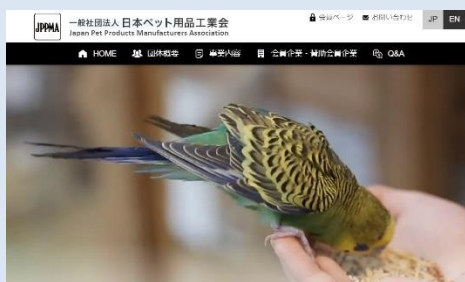 JPPMA
一般社団法人 日本ペット用品工業会
Japan Pet Products Manufacturers Association
会員ページ お問い合わせ JP EN
HOME 団体概要 事業内容 会員企業・賛助会員企業 Q&A